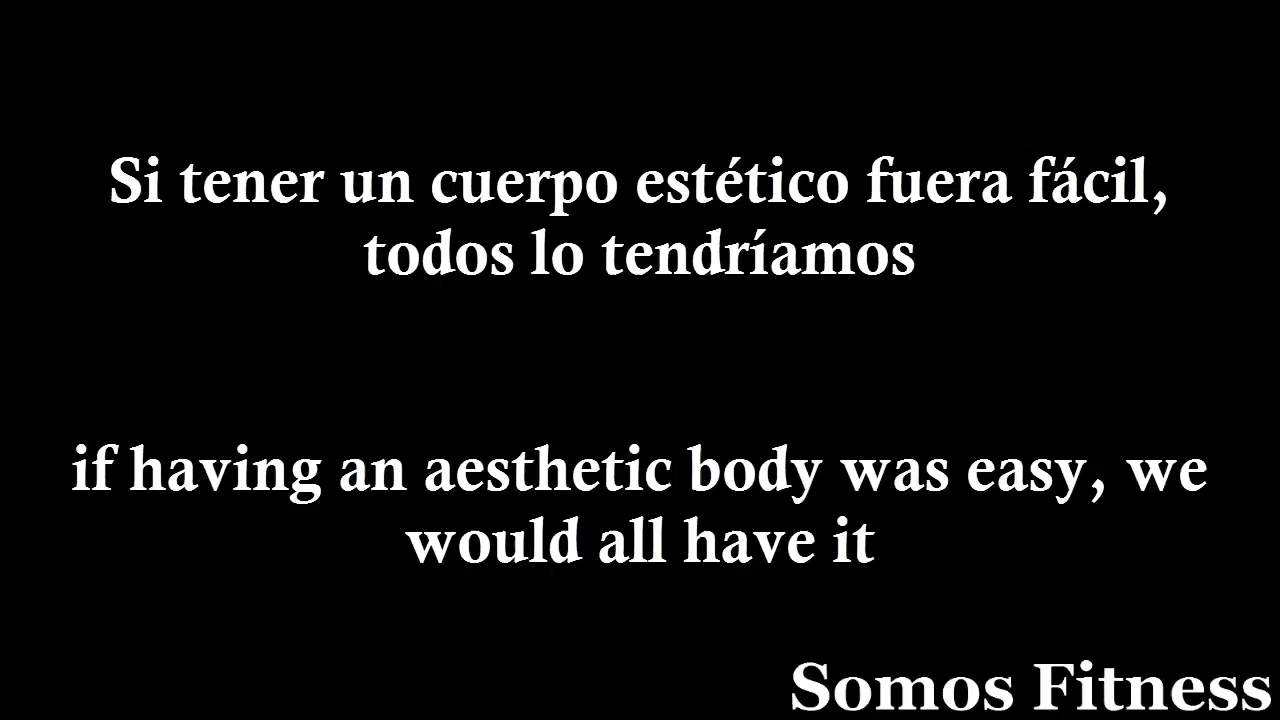 Si tener un cuerpo estético fuera fácil,
todos lo tendríamos
if having an aesthetic body was easy, we
would all have it
Somos Fitness